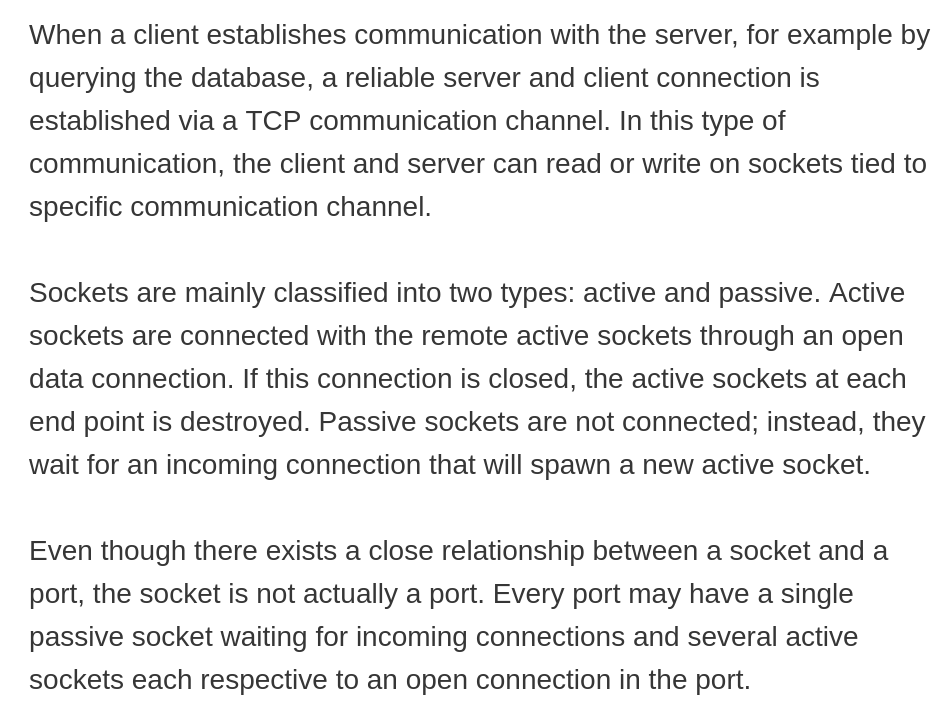 When a client establishes communication with the server, for example by
querying the database, a reliable server and client connection is
established via a TCP communication channel. In this type of
communication, the client and server can read or write on sockets tied to
specific communication channel.
Sockets are mainly classified into two types: active and passive. Active
sockets are connected with the remote active sockets through an open
data connection. If this connection is closed, the active sockets at each
end point is destroyed. Passive sockets are not connected; instead, they
wait for an incoming connection that will spawn a new active socket.
Even though there exists a close relationship between a socket and a
port, the socket is not actually a port. Every port may have a single
passive socket waiting for incoming connections and several active
sockets each respective to an open connection in the port.